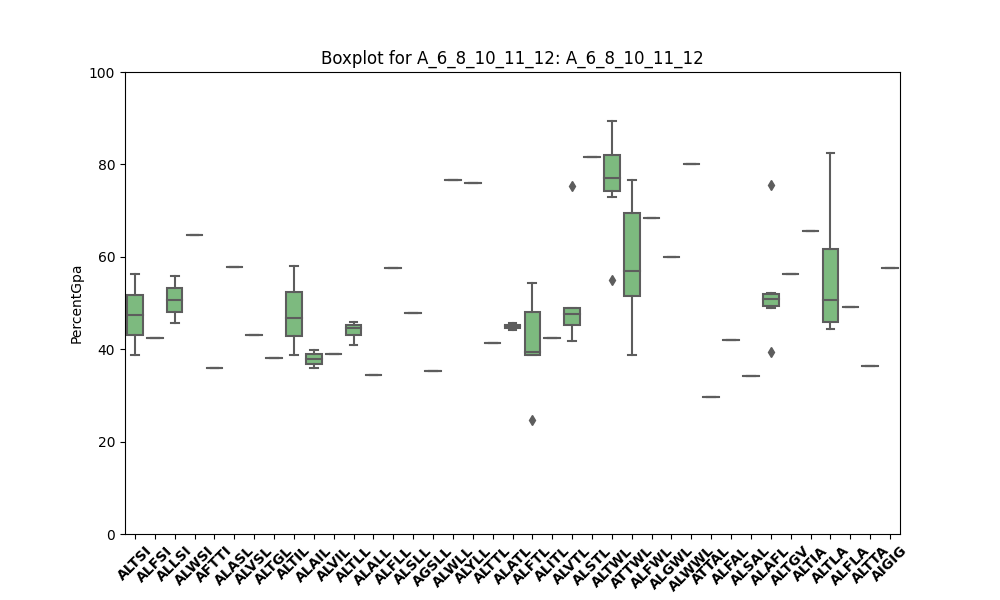 Boxplot for A_6_8_10_11_12: A_6_8_10_11_12
PercentGpa
100
80
60
40
20
0
ALTSI
ALFSI
ALLSI
ALWSI
AFTTI
ALASL
ALVSL
ALTGL
ALTIL
ALAIL
ALVIL
ALTLL
ALALL
ALFLL
ALSLL
AGSLL
ALWLL
ALYLL
ALTTL
ALATL
ALFTL
ALITL
ALVTL
ALSTL
ALTWL
ATTWL
ALFWL
ALGWL
ALWWL
ATTAL
ALFAL
ALSAL
ALAFL
ALTGV
ALTIA
ALTLA
ALFLA
ALTTA
AIGIG